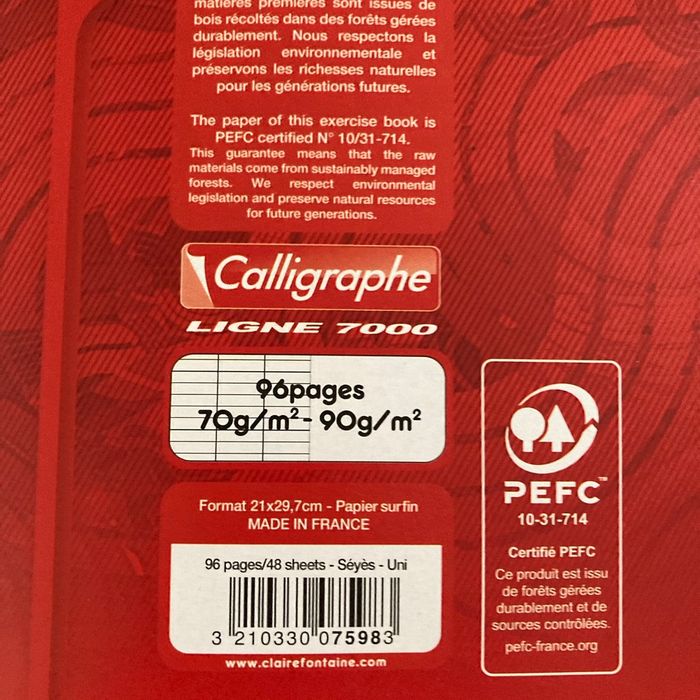 matières premières sont issues de
bois récoltés dans des forêts gérées
durablement. Nous respectons la
législation environnementale et
préservons les richesses naturelles
pour les générations futures.
The paper of this exercise book is
PEFC certified N° 10/31-714.
This guarantee means that the raw
materials come from sustainably managed
forests. We respect environmental
legislation and preserve natural resources
for future generations.
Calligraphe
LIGNE 7000
96pages
70g/m² - 90g/m²
Format 21x29,7cm - Papier surfin
MADE IN FRANCE
96 pages/48 sheets - Séyès - Uni
3 210330 075983
www.clairefontaine.com
PEFC™
10-31-714
Certifié PEFC
Ce produit est issu
de forêts gérées
durablement et de
sources contrôlées.
pefc-france.org